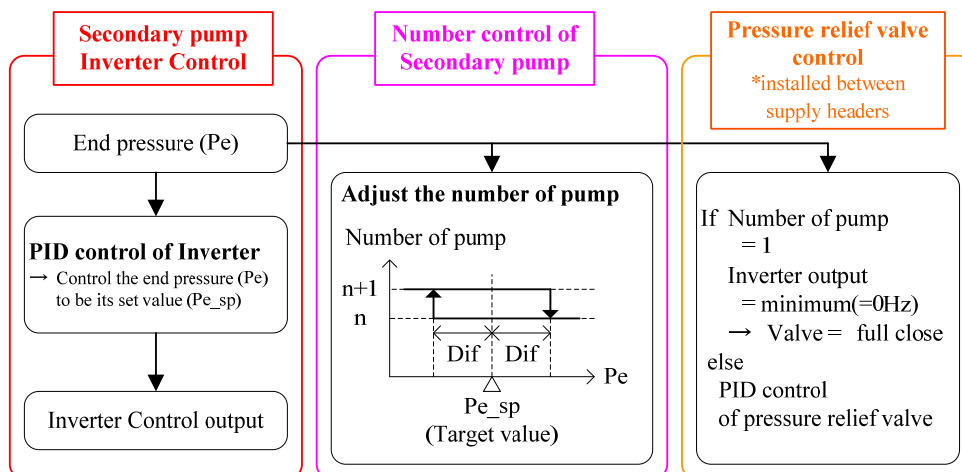 Secondary pump
Inverter Control
End pressure (Pe)
PID control of Inverter
→ Control the end pressure (Pe)
to be its set value (Pe_sp)
Inverter Control output
Number control of
Secondary pump
Adjust the number of pump
Number of pump
n+1
n
Dif Dif
Pe
Pe_sp
(Target value)
Pressure relief valve
control
*installed between
supply headers
If Number of pump
= 1
Inverter output
= minimum(=0Hz)
→ Valve = full close
else
PID control
of pressure relief valve